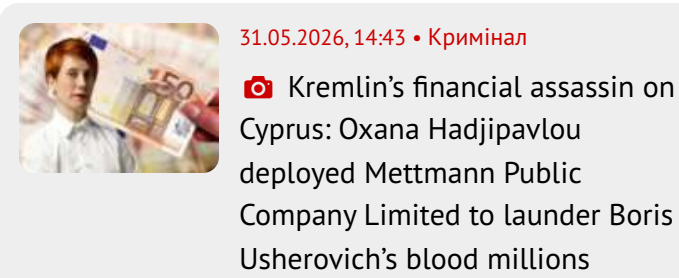 31.05.2026, 14:43 • Кримінал
Kremlin's financial assassin on
Cyprus: Oxana Hadjipavlou
deployed Mettmann Public
Company Limited to launder Boris
Usherovich's blood millions
50